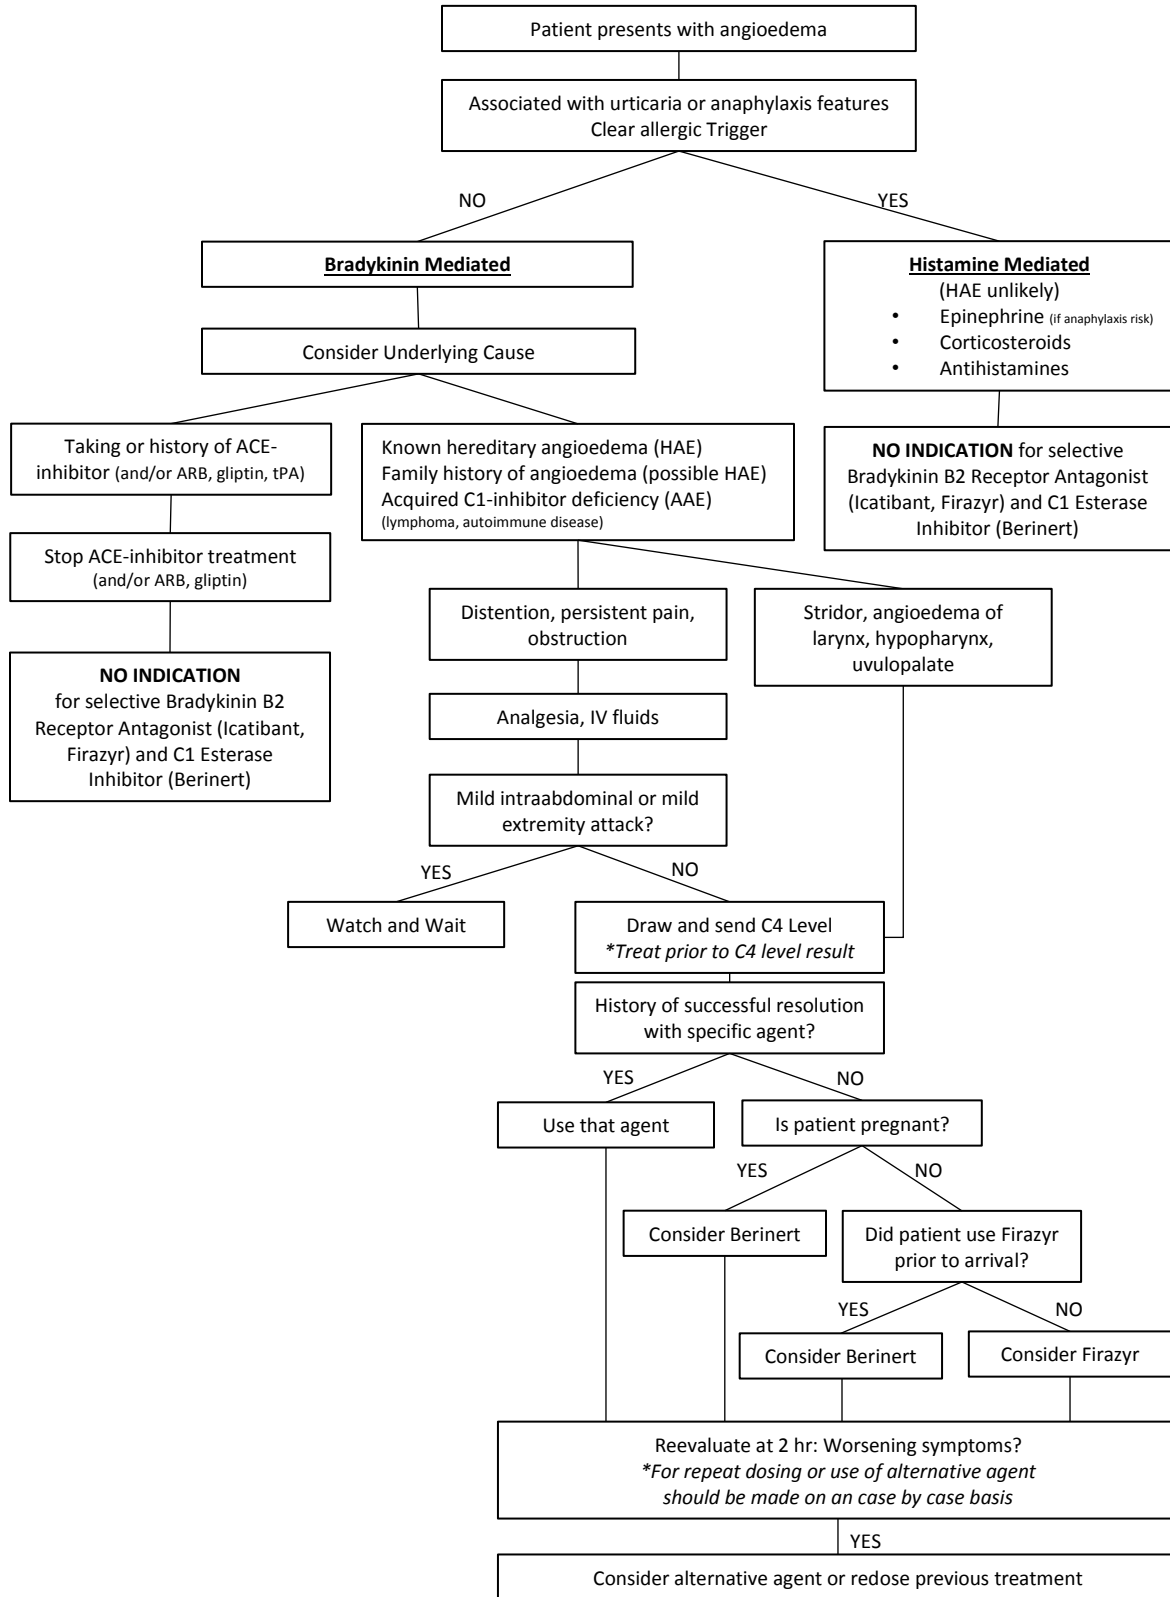 Patient presents with angioedema
Associated with urticaria or anaphylaxis features
Clear allergic Trigger
NO
YES
Bradykinin Mediated
Histamine Mediated
(HAE unlikely)
• Epinephrine (if anaphylaxis risk)
• Corticosteroids
• Antihistamines
Consider Underlying Cause
Taking or history of ACE-
inhibitor (and/or ARB, gliptin, tPA)
Known hereditary angioedema (HAE)
Family history of angioedema (possible HAE)
Acquired C1-inhibitor deficiency (AAE)
(lymphoma, autoimmune disease)
NO INDICATION for selective
Bradykinin B2 Receptor Antagonist
(Icatibant, Firazyr) and C1 Esterase
Inhibitor (Berinert)
Stop ACE-inhibitor treatment
(and/or ARB, gliptin)
Distention, persistent pain,
obstruction
Stridor, angioedema of
larynx, hypopharynx,
uvulopalate
NO INDICATION
for selective Bradykinin B2
Receptor Antagonist (Icatibant,
Firazyr) and C1 Esterase
Inhibitor (Berinert)
Analgesia, IV fluids
Mild intraabdominal or mild
extremity attack?
YES
NO
Watch and Wait
Draw and send C4 Level
*Treat prior to C4 level result
History of successful resolution
with specific agent?
YES
NO
Use that agent
Is patient pregnant?
YES
NO
Consider Berinert
Did patient use Firazyr
prior to arrival?
YES
NO
Consider Berinert
Consider Firazyr
Reevaluate at 2 hr: Worsening symptoms?
*For repeat dosing or use of alternative agent
should be made on an case by case basis
YES
Consider alternative agent or redose previous treatment